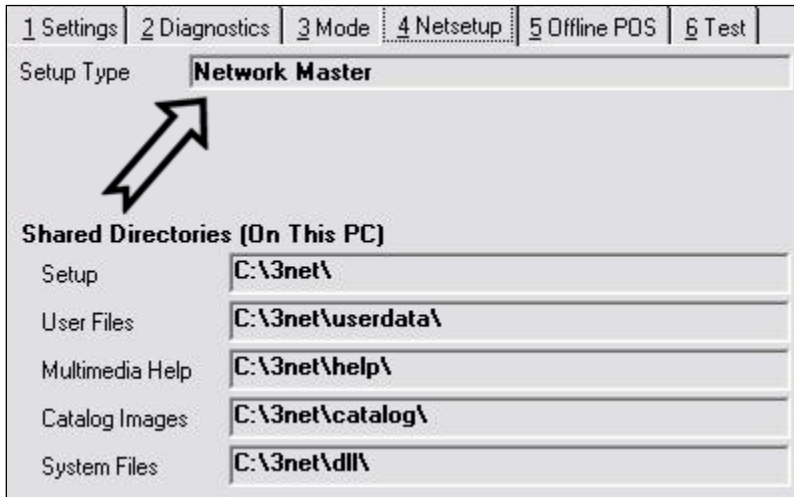 1 Settings 2 Diagnostics 3 Mode 4 Netsetup 5 Offline POS 6 Test
Setup Type Network Master
Shared Directories (On This PC)
Setup C:\3net\
User Files C:\3net\userdata\
Multimedia Help C:\3net\help\
Catalog Images C:\3net\catalog\
System Files C:\3net\dll\